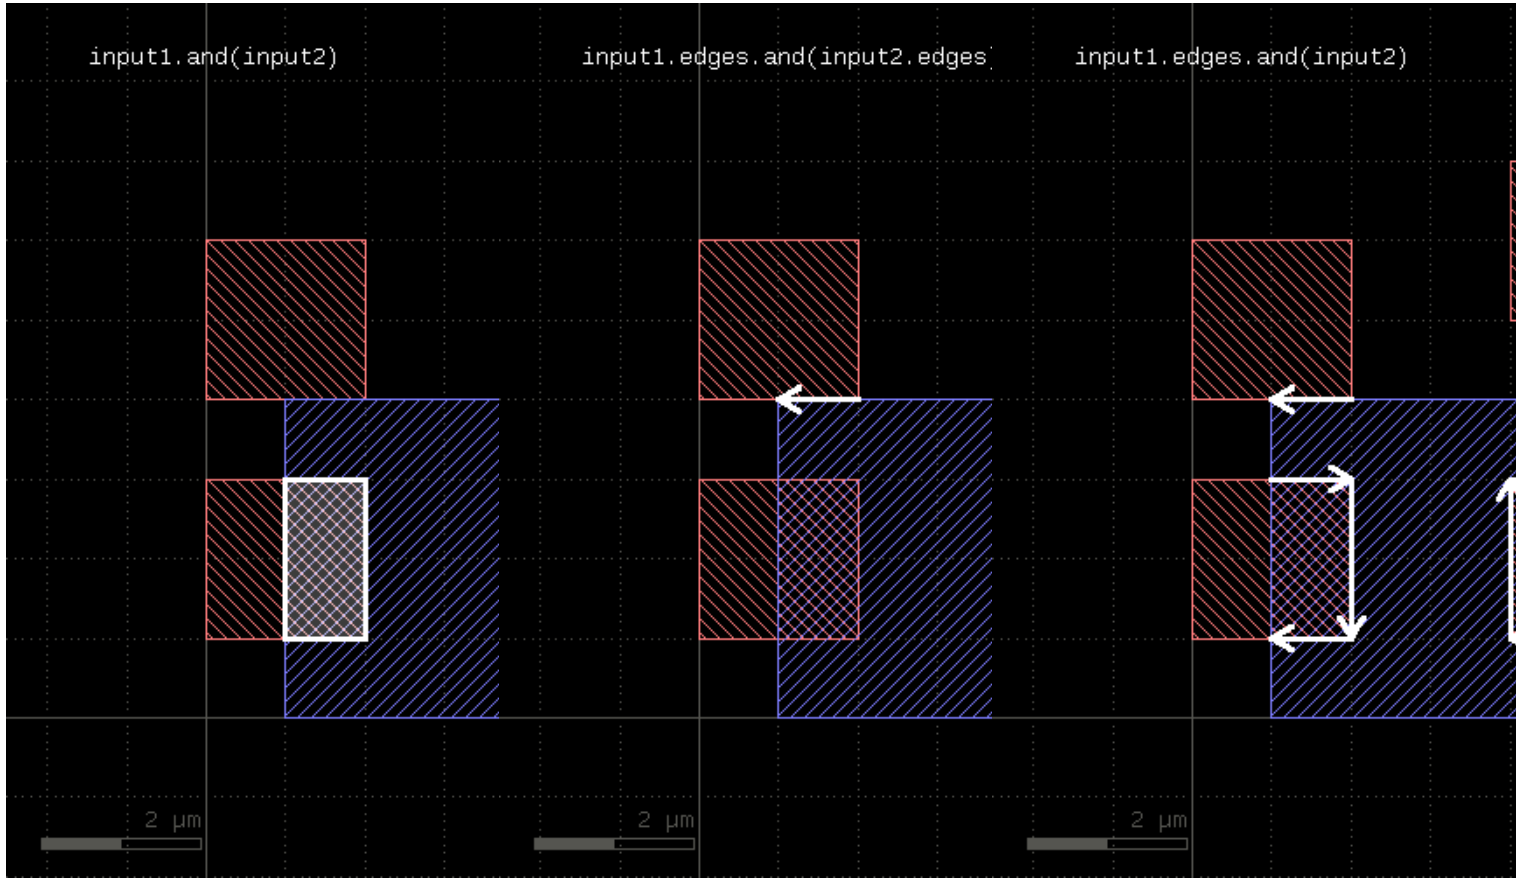 input1.and(input2)
input1.edges.and(input2.edges)
input1.edges.and(input2)
2 µm
2 µm
2 µm